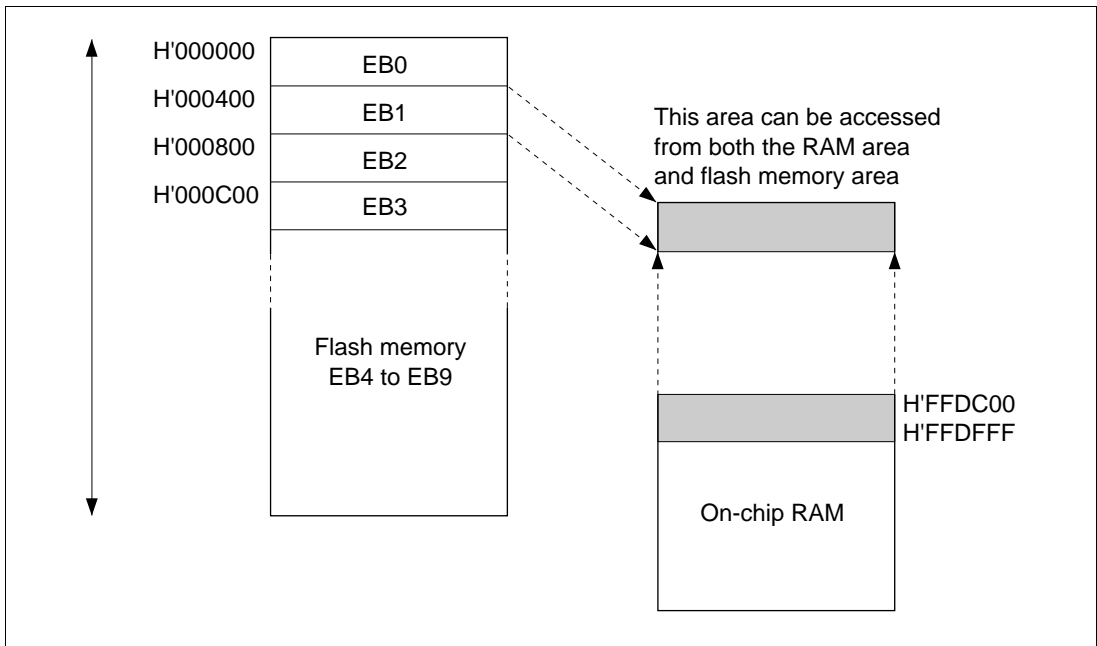 H'000000
EB0
H'000400
EB1
H'000800
EB2
H'000C00
EB3
This area can be accessed
from both the RAM area
and flash memory area
Flash memory
EB4 to EB9
H'FFDC00
H'FFDFFF
On-chip RAM